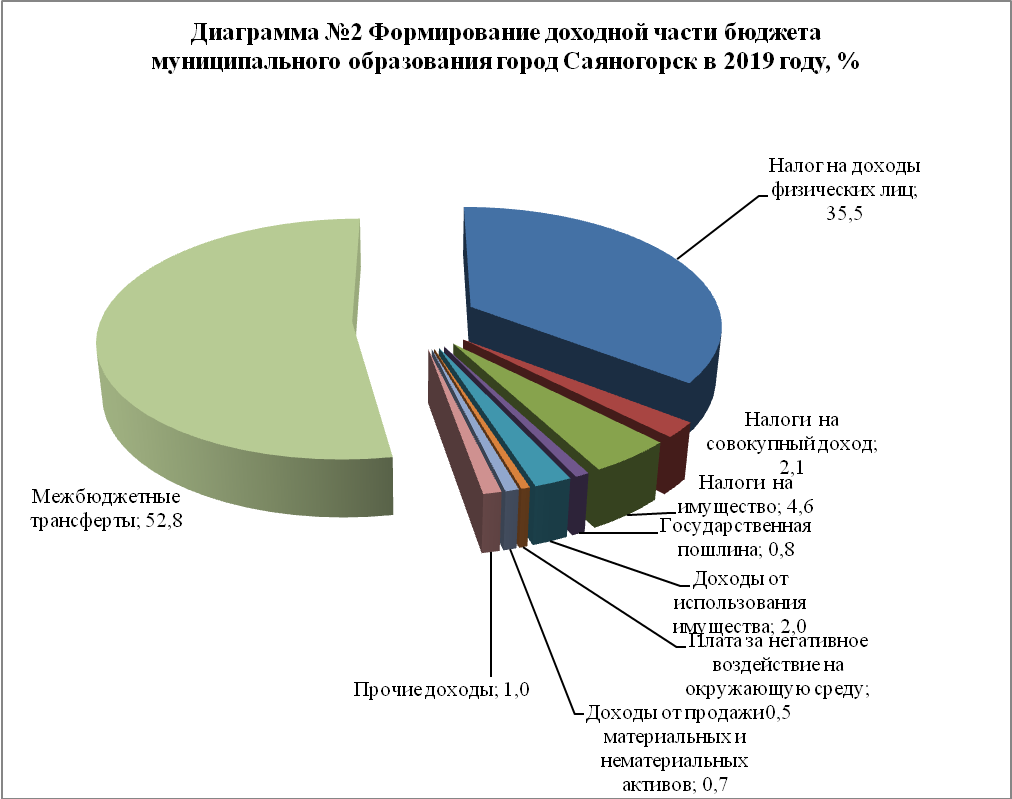 Диаграмма №2 Формирование доходной части бюджета
муниципального образования город Саяногорск в 2019 году, %
Налог на доходы
физических лиц;
35,5
Налоги на
совокупный доход;
2,1
Налоги на
имущество; 4,6
Государственная
пошлина; 0,8
Доходы от
использования
имущества; 2,0
Плата за негативное
воздействие на
окружающую среду;
0,5
Доходы от продажи
материальных и
нематериальных
активов; 0,7
Прочие доходы; 1,0
Межбюджетные
трансферты; 52,8